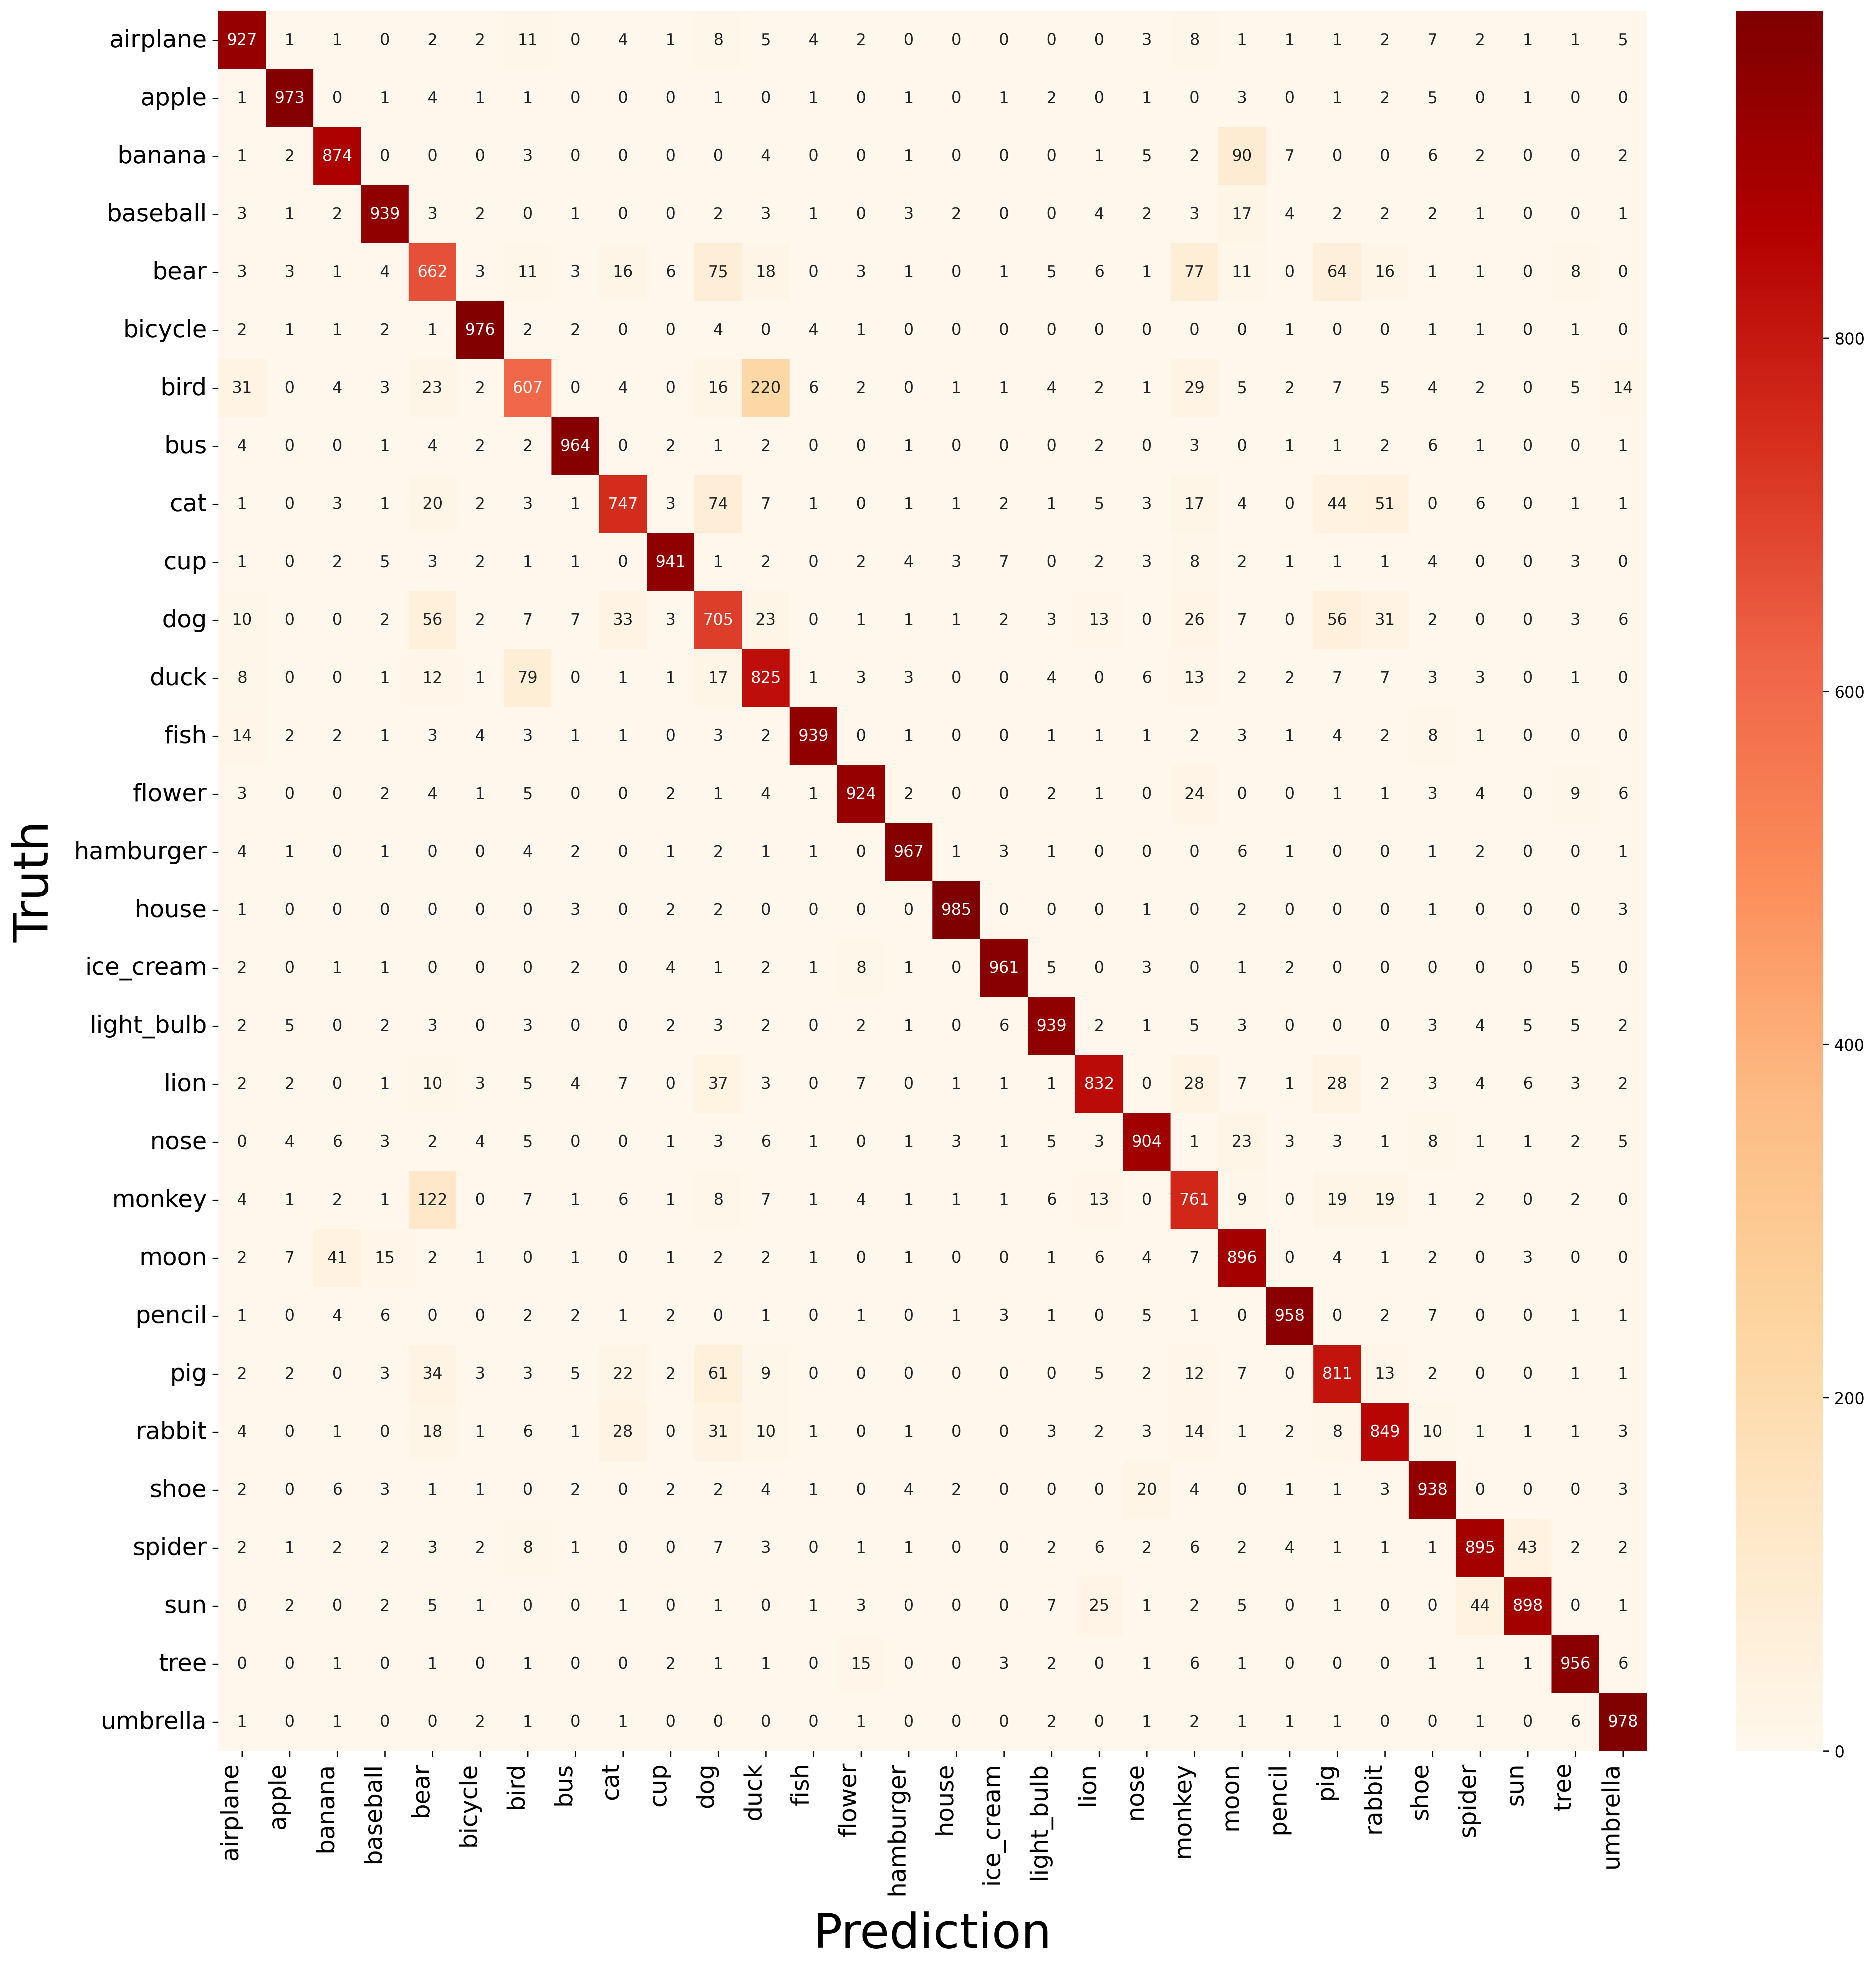 airplane 927 1 1 0 2 2 11 0 4 1 8 5 4 2 0 0 0 0 0 3 8 1 1 1 2 7 2 1 1 5
apple 1 973 0 1 4 1 1 0 0 0 1 0 1 0 1 0 1 2 0 1 0 3 0 1 2 5 0 1 0 0
banana 1 2 874 0 0 0 3 0 0 0 0 4 0 0 1 0 0 0 1 5 2 90 7 0 0 6 2 0 0 2
baseball 3 1 2 939 3 2 0 1 0 0 2 3 1 0 3 2 0 0 4 2 3 17 4 2 2 2 1 0 0 1
bear 3 3 1 4 662 3 11 3 16 6 75 18 0 3 1 0 1 5 6 1 77 11 0 64 16 1 1 0 8 0
bicycle 2 1 1 2 1 976 2 2 0 0 4 0 4 1 0 0 0 0 0 0 0 0 1 0 0 1 1 0 1 0
800
bird 31 0 4 3 23 2 607 0 4 0 16 220 6 2 0 1 1 4 2 1 29 5 2 7 5 4 2 0 5 14
bus 4 0 0 1 4 2 2 964 0 2 1 2 0 0 1 0 0 0 2 0 3 0 1 1 2 6 1 0 0 1
cat 1 0 3 1 20 2 3 1 747 3 74 7 1 0 1 1 2 1 5 3 17 4 0 44 51 0 6 0 1 1
cup 1 0 2 5 3 2 1 1 0 941 1 2 0 2 4 3 7 0 2 3 8 2 1 1 1 4 0 0 3 0
dog 10 0 0 2 56 2 7 7 33 3 705 23 0 1 1 1 2 3 13 0 26 7 0 56 31 2 0 0 3 6
duck 8 0 0 1 12 1 79 0 1 1 17 825 1 3 3 0 0 4 0 6 13 2 2 7 7 3 3 0 1 0
600
fish 14 2 2 1 3 4 3 1 1 0 3 2 939 0 1 0 0 1 1 1 2 3 1 4 2 8 1 0 0 0
flower 3 0 0 2 4 1 5 0 0 2 1 4 1 924 2 0 0 2 1 0 24 0 0 1 1 3 4 0 9 6
hamburger 4 1 0 1 0 0 4 2 0 1 2 1 1 0 967 1 3 1 0 0 0 6 1 0 0 1 2 0 0 1
Truth
house 1 0 0 0 0 0 0 3 0 2 2 0 0 0 0 985 0 0 0 1 0 2 0 0 0 1 0 0 0 3
ice_cream 2 0 1 1 0 0 0 2 0 4 1 2 1 8 1 0 961 5 0 3 0 1 2 0 0 0 0 0 5 0
light_bulb 2 5 0 2 3 0 3 0 0 2 3 2 0 2 1 0 6 939 2 1 5 3 0 0 0 3 4 5 5 2
400
lion 2 2 0 1 10 3 5 4 7 0 37 3 0 7 0 1 1 1 832 0 28 7 1 28 2 3 4 6 3 2
nose 0 4 6 3 2 4 5 0 0 1 3 6 1 0 1 3 1 5 3 904 1 23 3 3 1 8 1 1 2 5
monkey 4 1 2 1 122 0 7 1 6 1 8 7 1 4 1 1 1 6 13 0 761 9 0 19 19 1 2 0 2 0
moon 2 7 41 15 2 1 0 1 0 1 2 2 1 0 1 0 0 1 6 4 7 896 0 4 1 2 0 3 0 0
pencil 1 0 4 6 0 0 2 2 1 2 0 1 0 1 0 1 3 1 0 5 1 0 958 0 2 7 0 0 1 1
pig 2 2 0 3 34 3 3 5 22 2 61 9 0 0 0 0 0 0 5 2 12 7 0 811 13 2 0 0 1 1
200
rabbit 4 0 1 0 18 1 6 1 28 0 31 10 1 0 1 0 0 3 2 3 14 1 2 8 849 10 1 1 1 3
shoe 2 0 6 3 1 1 0 2 0 2 2 4 1 0 4 2 0 0 0 20 4 0 1 1 3 938 0 0 0 3
spider 2 1 2 2 3 2 8 1 0 0 7 3 0 1 1 0 0 2 6 2 6 2 4 1 1 1 895 43 2 2
sun 0 2 0 2 5 1 0 0 1 0 1 0 1 3 0 0 0 7 25 1 2 5 0 1 0 0 44 898 0 1
tree 0 0 1 0 1 0 1 0 0 2 1 1 0 15 0 0 3 2 0 1 6 1 0 0 0 1 1 1 956 6
umbrella 1 0 1 0 0 2 1 0 1 0 0 0 0 1 0 0 0 2 0 1 2 1 1 1 0 0 1 0 6 978
0
airplane apple banana baseball bear bicycle bird bus cat cup dog duck fish flower hamburger house ice_cream light_bulb lion nose monkey moon pencil pig rabbit shoe spider sun tree umbrella
Prediction